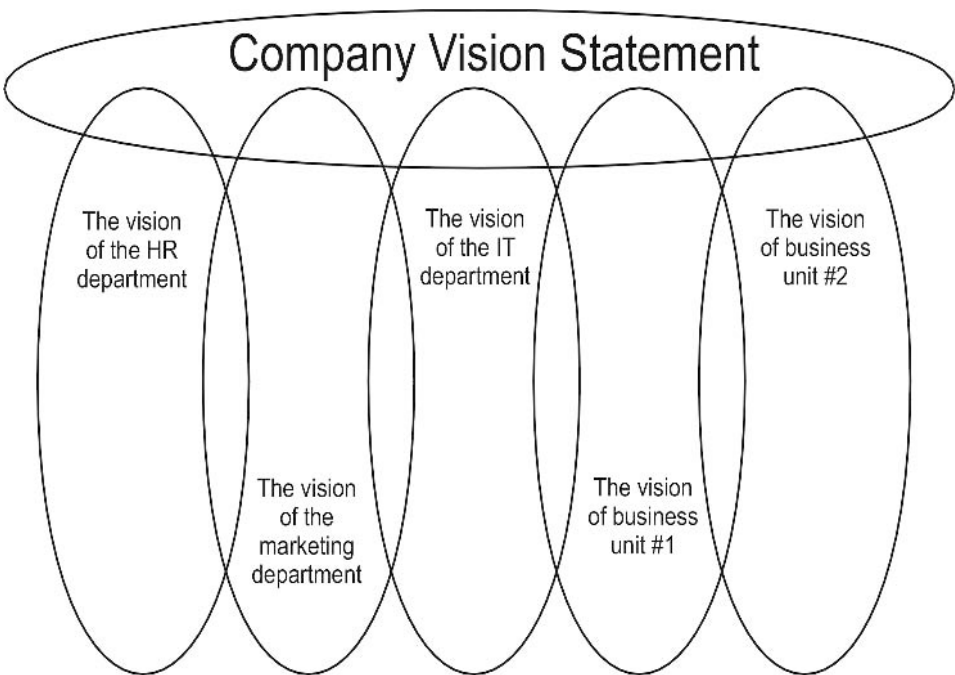 Company Vision Statement
The vision
of the HR
department
The vision
of the
marketing
department
The vision
of the IT
department
The vision
of business
unit #1
The vision
of business
unit #2